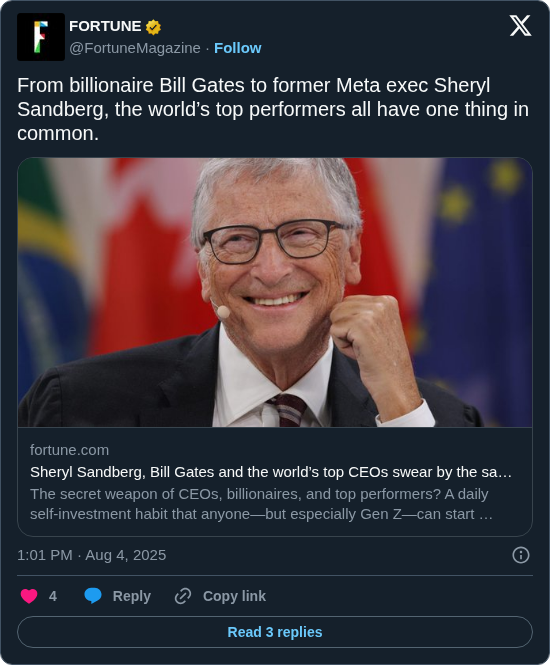 FORTUNE
@FortuneMagazine · Follow
From billionaire Bill Gates to former Meta exec Sheryl
Sandberg, the world’s top performers all have one thing in
common.
fortune.com
Sheryl Sandberg, Bill Gates and the world’s top CEOs swear by the sa…
The secret weapon of CEOs, billionaires, and top performers? A daily
self-investment habit that anyone—but especially Gen Z—can start …
1:01 PM · Aug 4, 2025
4 Reply Copy link
Read 3 replies